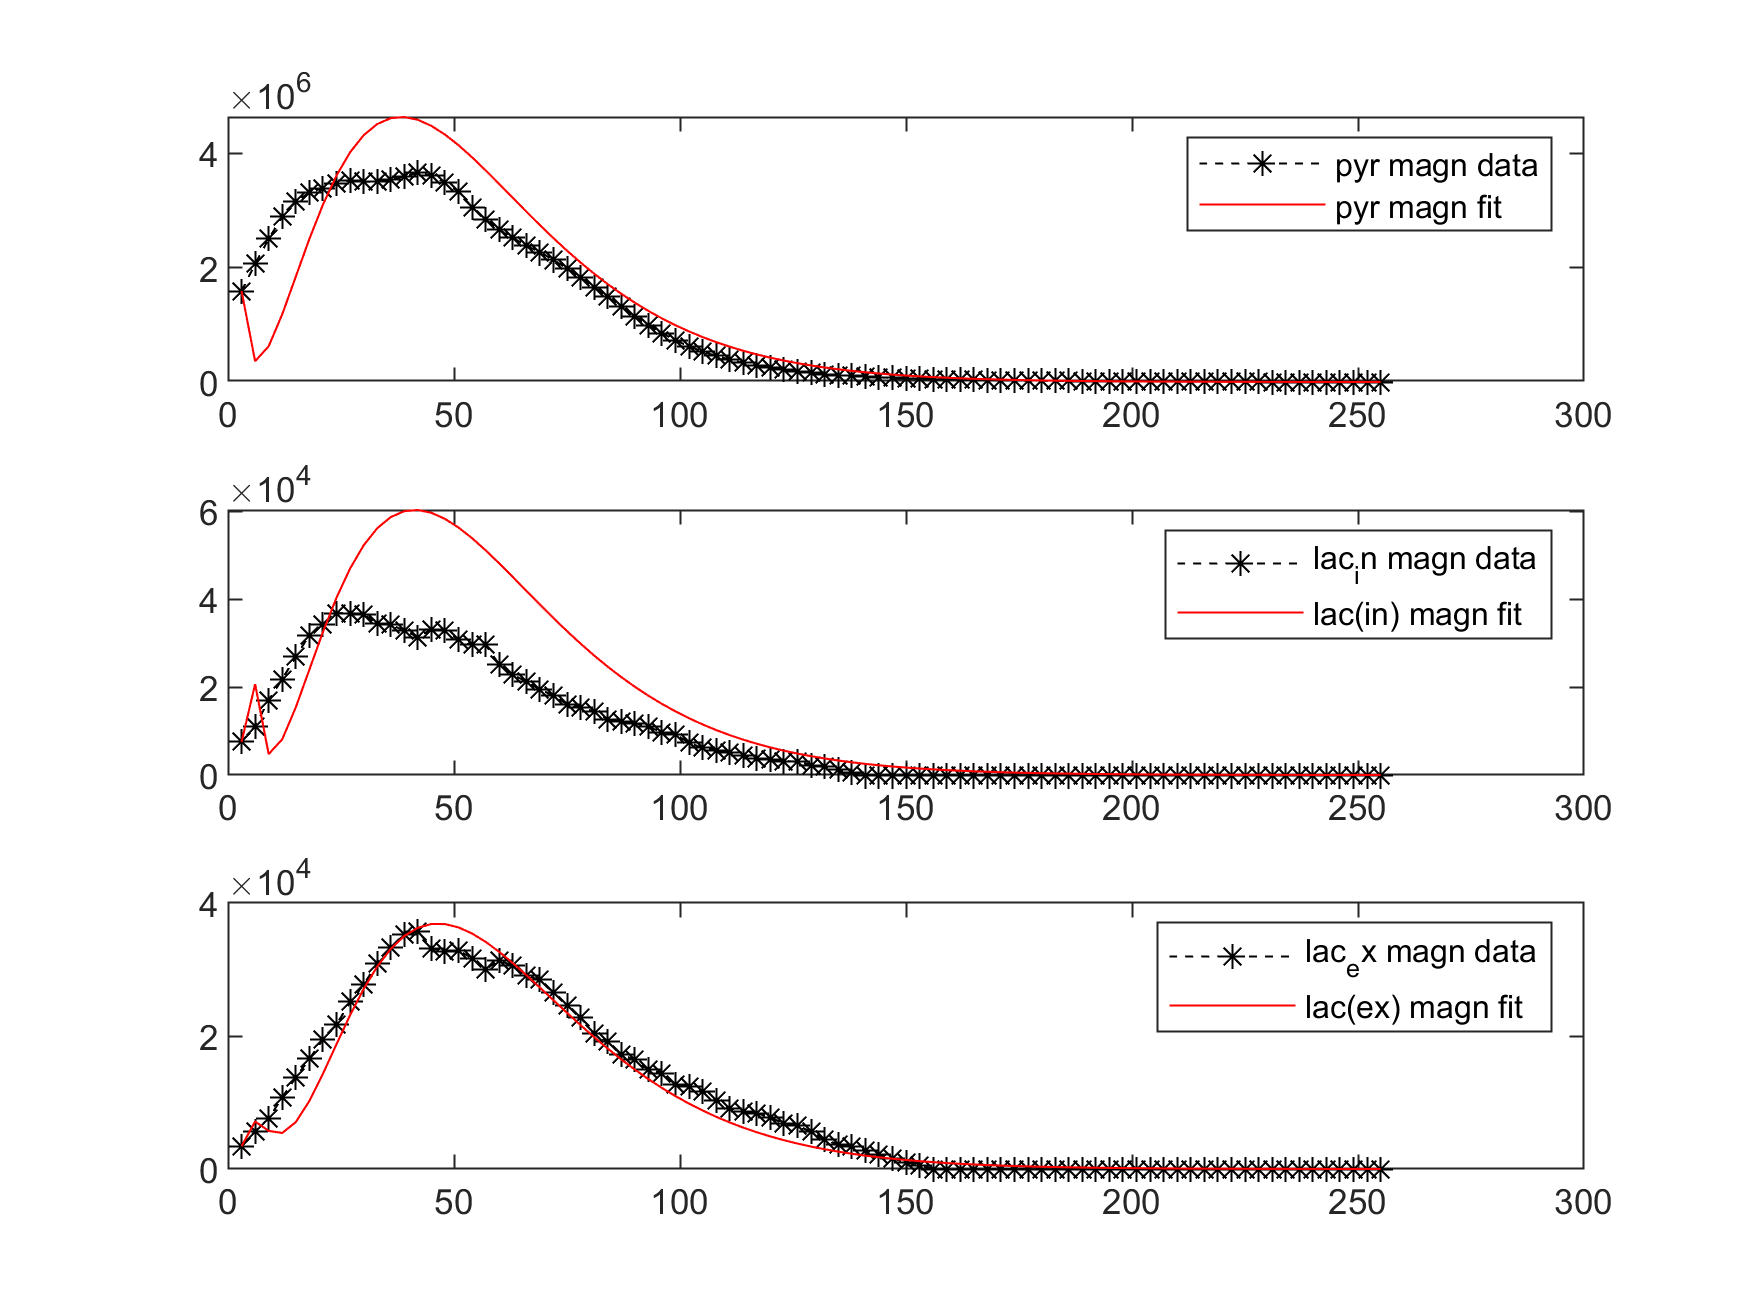 ×10^6
4
2
0
0 50 100 150 200 250 300
pyr magn data
pyr magn fit
×10^4
6
4
2
0
0 50 100 150 200 250 300
lac_in magn data
lac(in) magn fit
×10^4
4
2
0
0 50 100 150 200 250 300
lac_ex magn data
lac(ex) magn fit